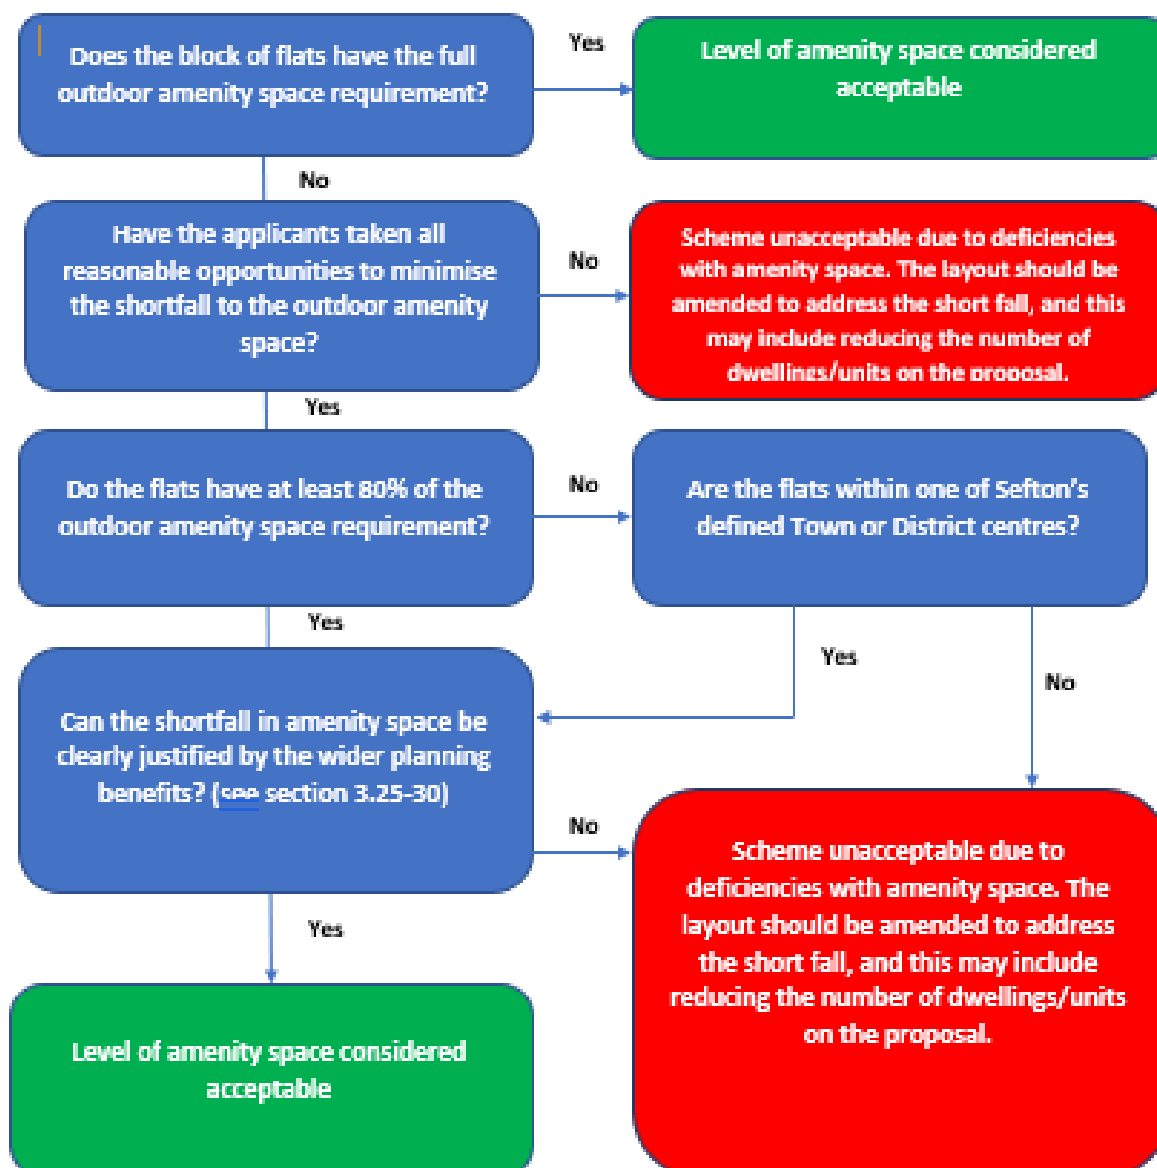 Does the block of flats have the full
outdoor amenity space requirement?
Yes
Level of amenity space considered
acceptable
No
Have the applicants taken all
reasonable opportunities to minimise
the shortfall to the outdoor amenity
space?
No
Scheme unacceptable due to deficiencies
with amenity space. The layout should be
amended to address the short fall, and this
may include reducing the number of
dwellings/units on the proposal.
Yes
Do the flats have at least 80% of the
outdoor amenity space requirement?
No
Are the flats within one of Sefton's
defined Town or District centres?
Yes
Yes
No
Can the shortfall in amenity space be
clearly justified by the wider planning
benefits? (see section 3.25-30)
No
Scheme unacceptable due to
deficiencies with amenity space. The
layout should be amended to address
the short fall, and this may include
reducing the number of dwellings/units
on the proposal.
Yes
Level of amenity space considered
acceptable